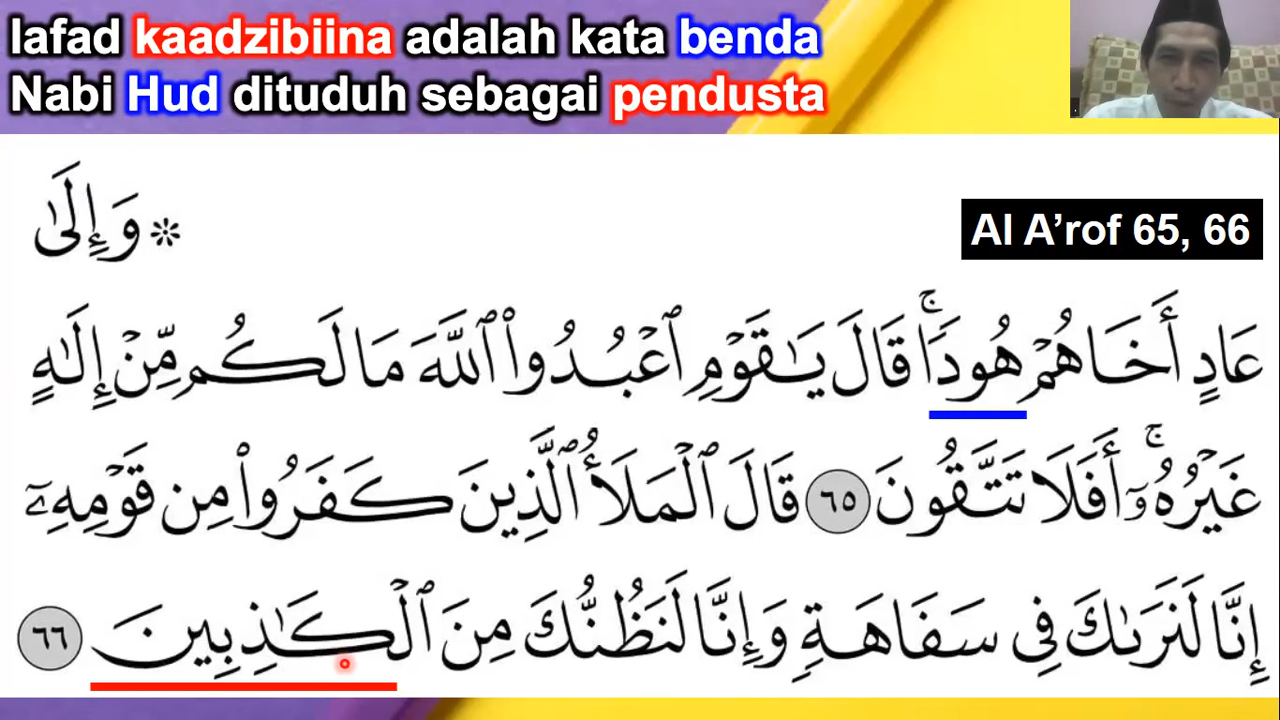 lafad kaadzibiina adalah kata benda
Nabi Hud dituduh sebagai pendusta
Al A’rof 65, 66
۞ وَإِلَىٰ
عَادٍ أَخَاهُمۡ هُودٗاۚ قَالَ يَٰقَوۡمِ ٱعۡبُدُواْ ٱللَّهَ مَا لَكُم مِّنۡ إِلَٰهٍ
غَيۡرُهُۥٓۚ أَفَلَا تَتَّقُونَ ٦٥ قَالَ ٱلۡمَلَأُ ٱلَّذِينَ كَفَرُواْ مِن قَوۡمِهِۦٓ
إِنَّا لَنَرَىٰكَ فِي سَفَاهَةٖ وَإِنَّا لَنَظُنُّكَ مِنَ ٱلۡكَٰذِبِينَ ٦٦